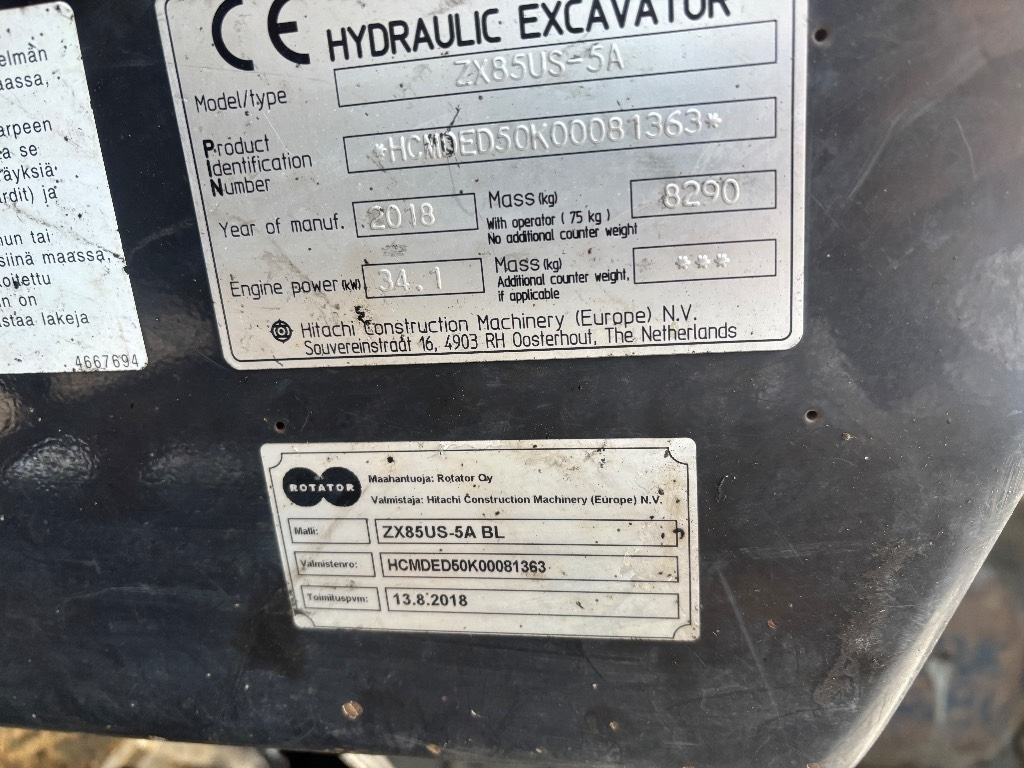 elmän
aassa,
arpeen
a se
räyksiä
rdit) ja
nun tai
siinä maassa,
oitettu
n on
staa lakeja
4667694
CE HYDRAULIC EXCAVATOR
Model/type ZX85US-5A
Product
Identification
Number
*HCMDED50K00081363*
Year of manuf. 2018
Mass (kg)
With operator (75 kg)
No additional counter weight
8290
Engine power (kW) 34.1
Mass (kg)
Additional counter weight,
if applicable
***
Hitachi Construction Machinery (Europe) N.V.
Souvereinstraat 16, 4903 RH Oosterhout, The Netherlands
ROTATOR
Maahantuoja: Rotator Oy
Valmistaja: Hitachi Construction Machinery (Europe) N.V.
Malli: ZX85US-5A BL
Valmistenro: HCMDED50K00081363
Toimituspvm: 13.8.2018